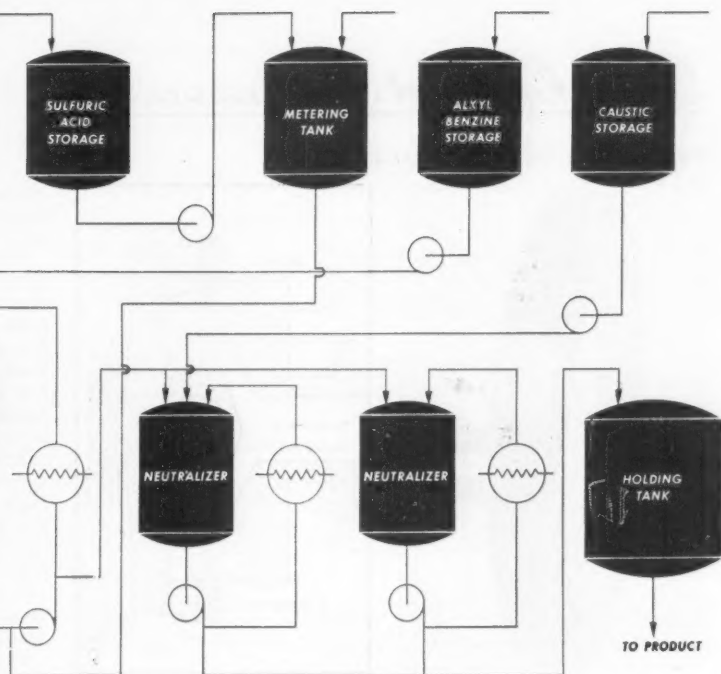 SULFURIC
ACID
STORAGE
METERING
TANK
ALKYL
BENZINE
STORAGE
CAUSTIC
STORAGE
NEUTRALIZER
NEUTRALIZER
HOLDING
TANK
TO PRODUCT